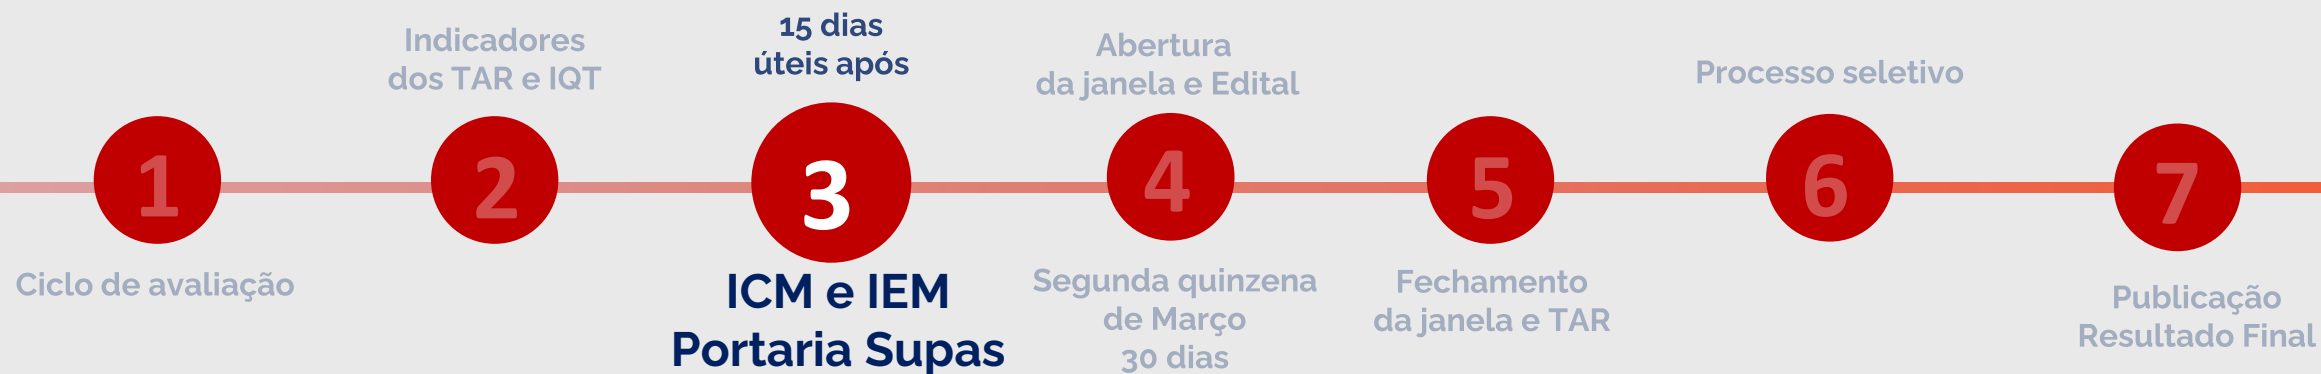 1
Ciclo de avaliação
Indicadores
dos TAR e IQT
2
15 dias
úteis após
3
ICM e IEM
Portaria Supas
Abertura
da janela e Edital
4
Segunda quinzena
de Março
30 dias
5
Fechamento
da janela e TAR
Processo seletivo
6
7
Publicação
Resultado Final